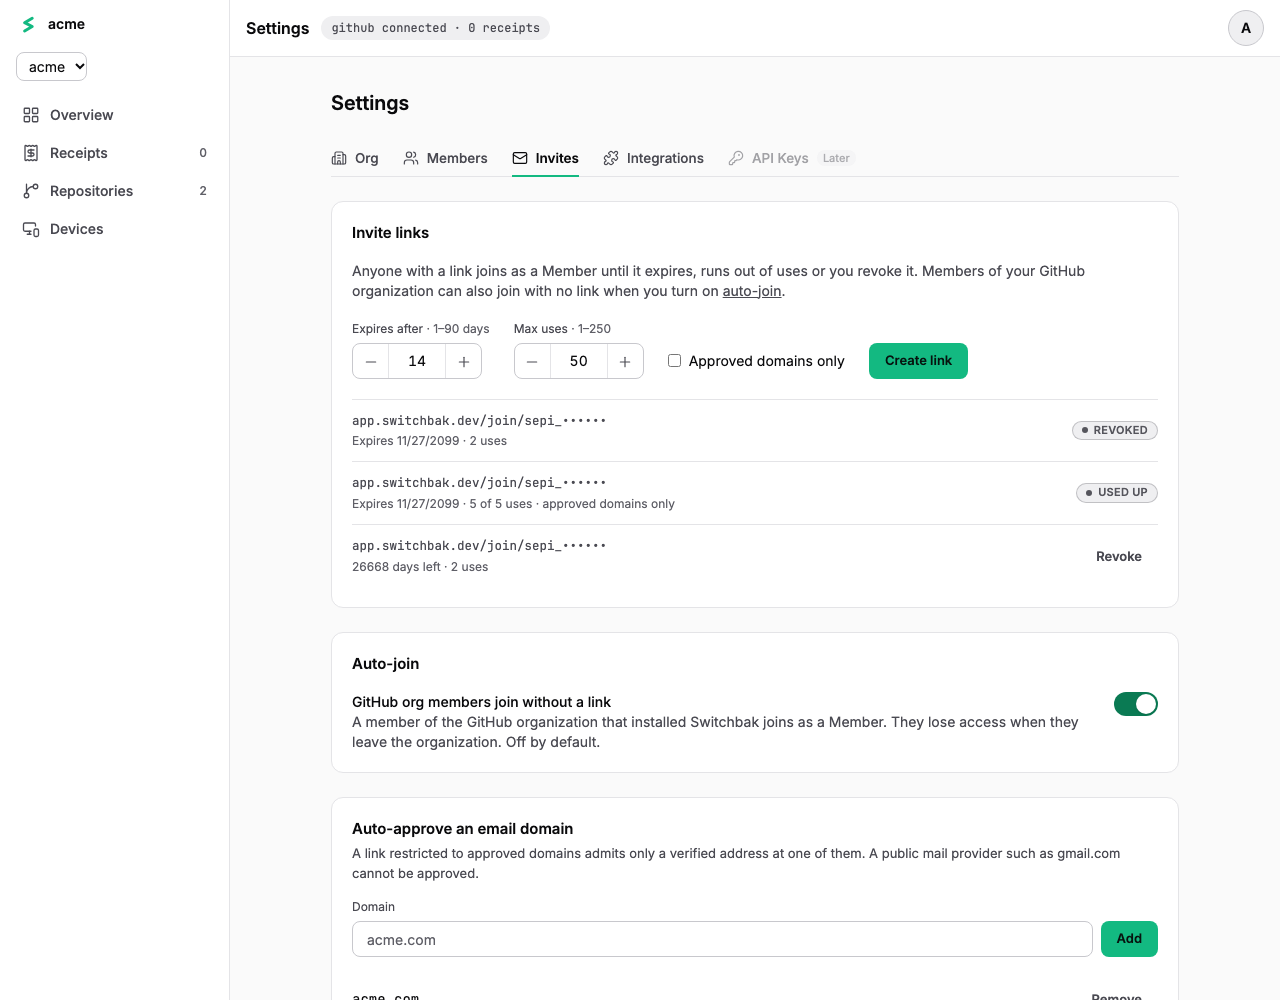 acme
acme
Overview
Receipts 0
Repositories 2
Devices
Settings github connected · 0 receipts
A
Settings
Org Members Invites Integrations API Keys Later
Invite links
Anyone with a link joins as a Member until it expires, runs out of uses or you revoke it. Members of your GitHub
organization can also join with no link when you turn on auto-join.
Expires after · 1–90 days Max uses · 1–250
− 14 + − 50 + Approved domains only Create link
app.switchbak.dev/join/sepi_••••••
Expires 11/27/2099 · 2 uses
REVOKED
app.switchbak.dev/join/sepi_••••••
Expires 11/27/2099 · 5 of 5 uses · approved domains only
USED UP
app.switchbak.dev/join/sepi_••••••
26668 days left · 2 uses
Revoke
Auto-join
GitHub org members join without a link
A member of the GitHub organization that installed Switchbak joins as a Member. They lose access when they
leave the organization. Off by default.
Auto-approve an email domain
A link restricted to approved domains admits only a verified address at one of them. A public mail provider such as gmail.com
cannot be approved.
Domain
acme.com Add
acme.com Remove